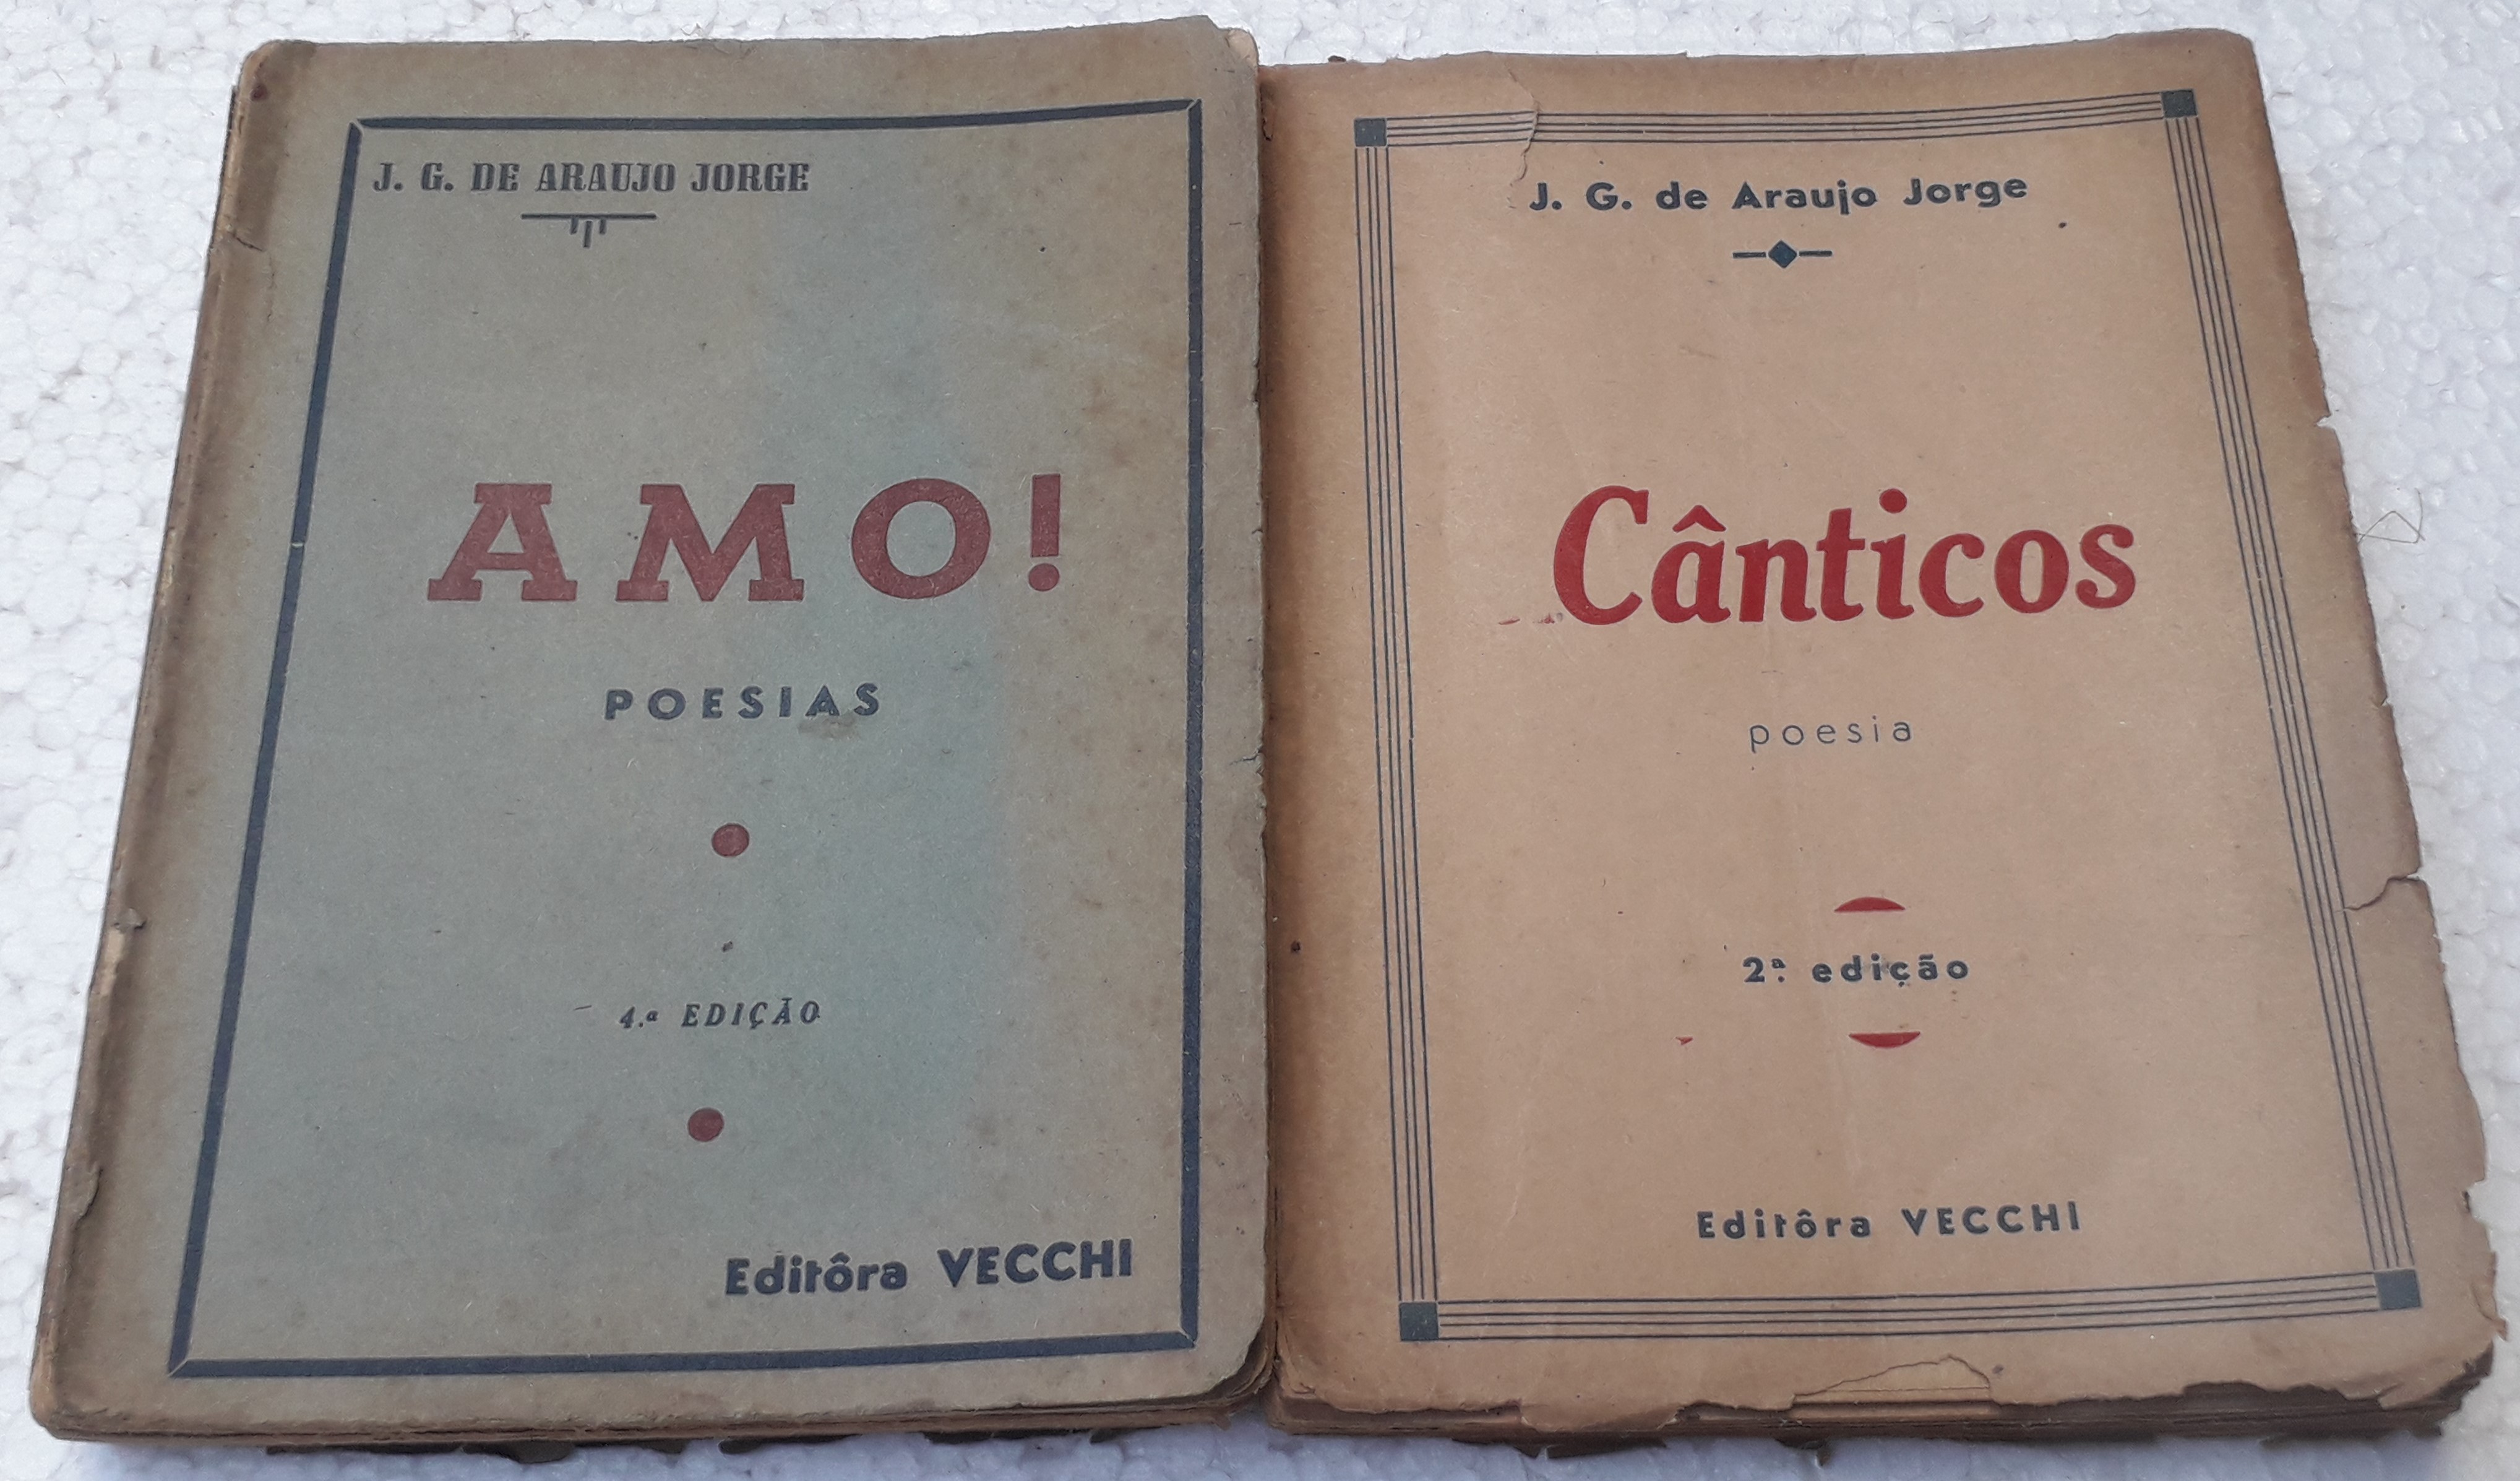 J. G. DE ARAUJO JORGE
AMO!
POESIAS
4.ª EDIÇÃO
Editôra VECCHI
J. G. de Araujo Jorge
Cânticos
poesia
2ª edição
Editôra VECCHI